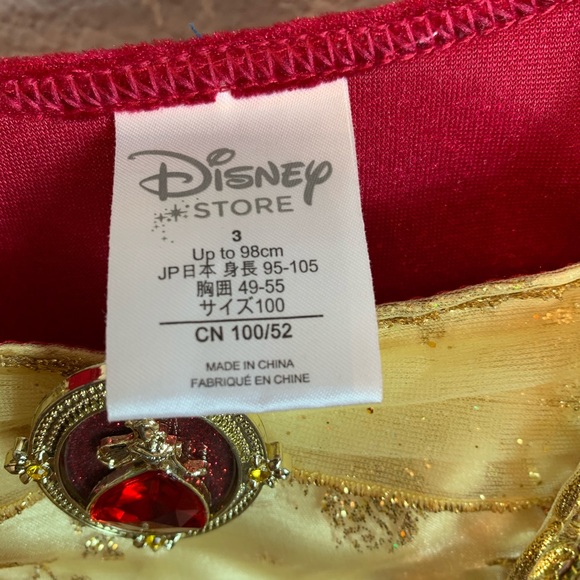 Disney
STORE
3
Up to 98cm
JP日本 身長 95-105
胸囲 49-55
サイズ100
CN 100/52
MADE IN CHINA
FABRIQUÉ EN CHINE